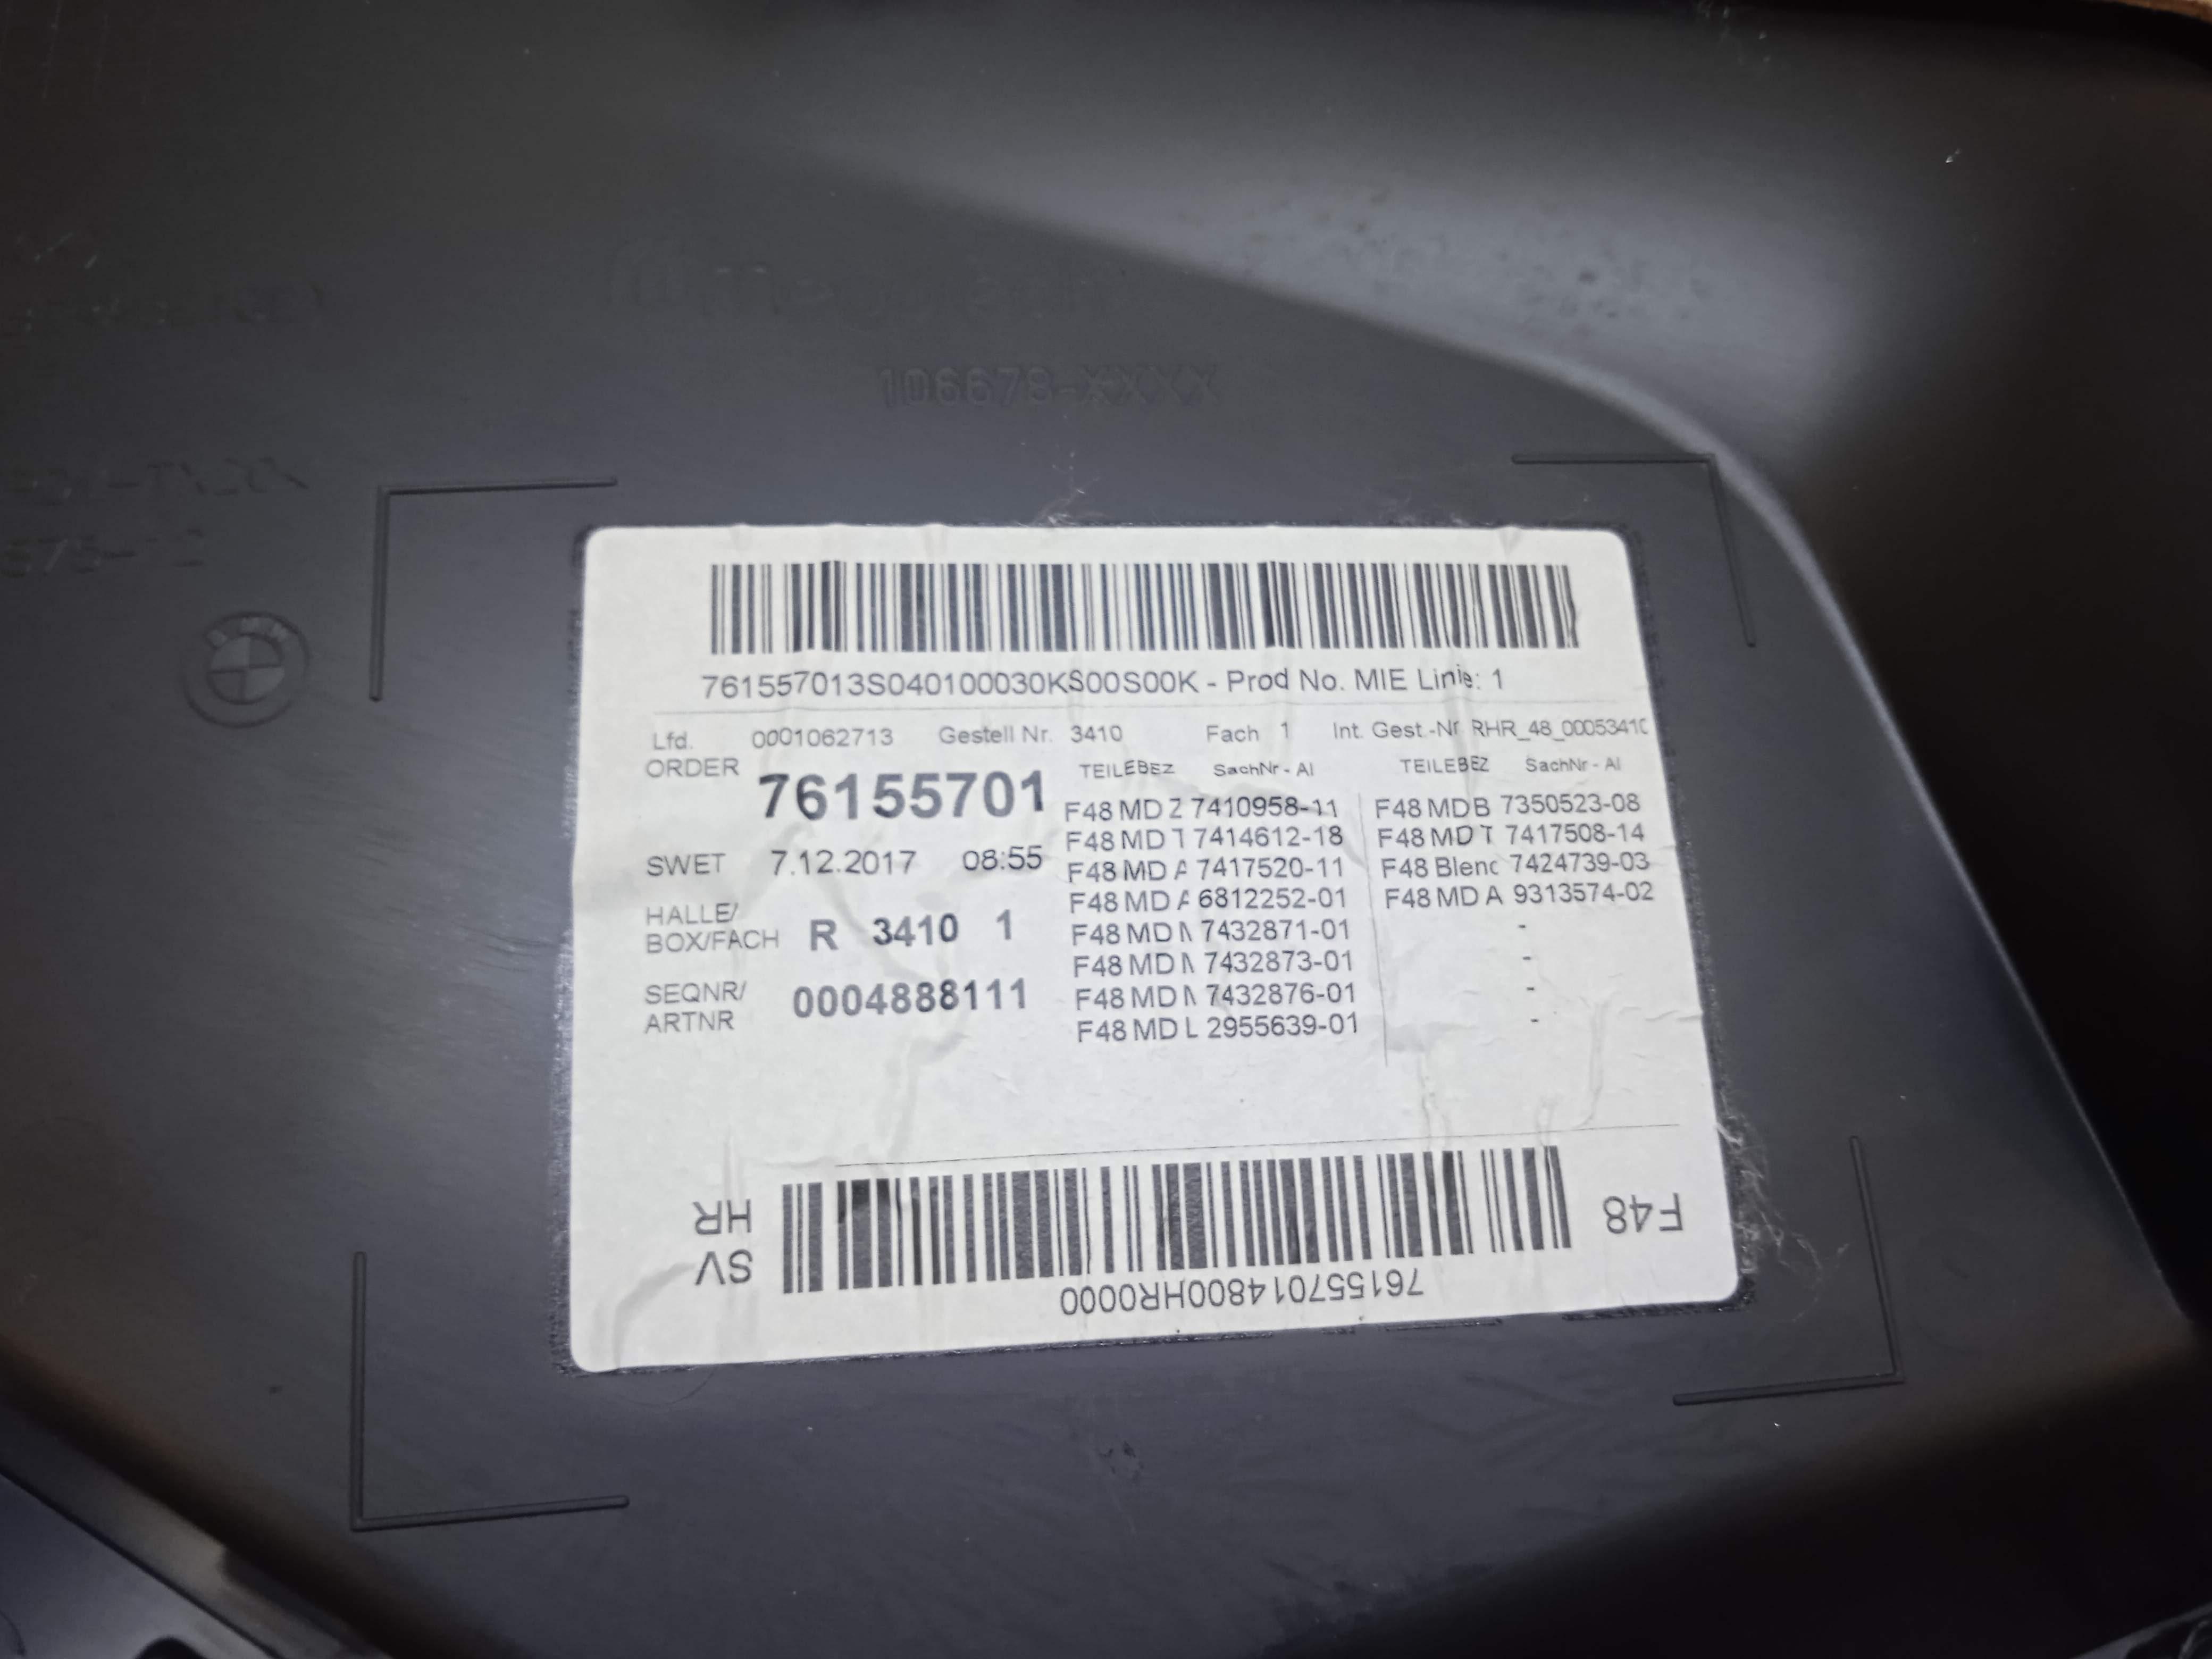 106678-XXXX
BMW
761557013S040100030KS00S00K - Prod No. MIE Linie: 1
Lfd. 0001062713 Gestell Nr. 3410 Fach 1 Int. Gest.-Nr RHR_48_00053410
ORDER 76155701
TEILEBEZ SachNr - AI TEILEBEZ SachNr - AI
F48 MD Z 7410958-11 F48 MD B 7350523-08
F48 MD T 7414612-18 F48 MD T 7417508-14
SWET 7.12.2017 08:55
F48 MD A 7417520-11 F48 Blenc 7424739-03
F48 MD A 6812252-01 F48 MD A 9313574-02
HALLE/
BOX/FACH R 3410 1
F48 MD M 7432871-01 -
F48 MD M 7432873-01 -
SEQNR/
ARTNR 0004888111
F48 MD M 7432876-01 -
F48 MD L 2955639-01 -
SV
HR
F48
761557014800HR0000